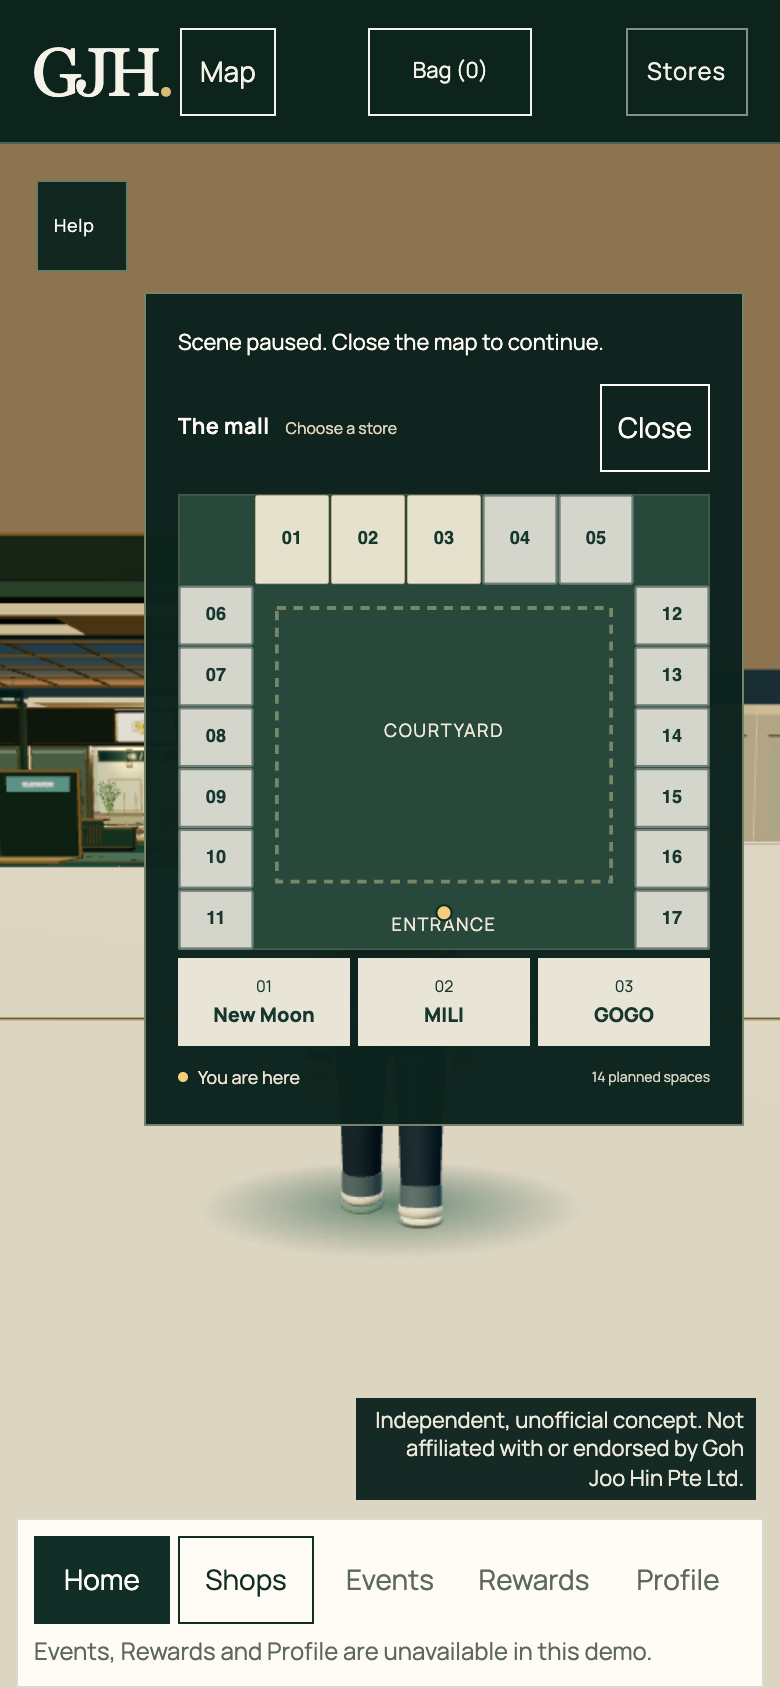 GJH.
Map
Bag (0)
Stores
Help
Scene paused. Close the map to continue.
The mall Choose a store
Close
01 02 03 04 05
06 12
07 13
COURTYARD
08 14
09 15
10 16
11 17
ENTRANCE
01 02 03
New Moon MILI GOGO
You are here 14 planned spaces
Independent, unofficial concept. Not
affiliated with or endorsed by Goh
Joo Hin Pte Ltd.
Home Shops Events Rewards Profile
Events, Rewards and Profile are unavailable in this demo.